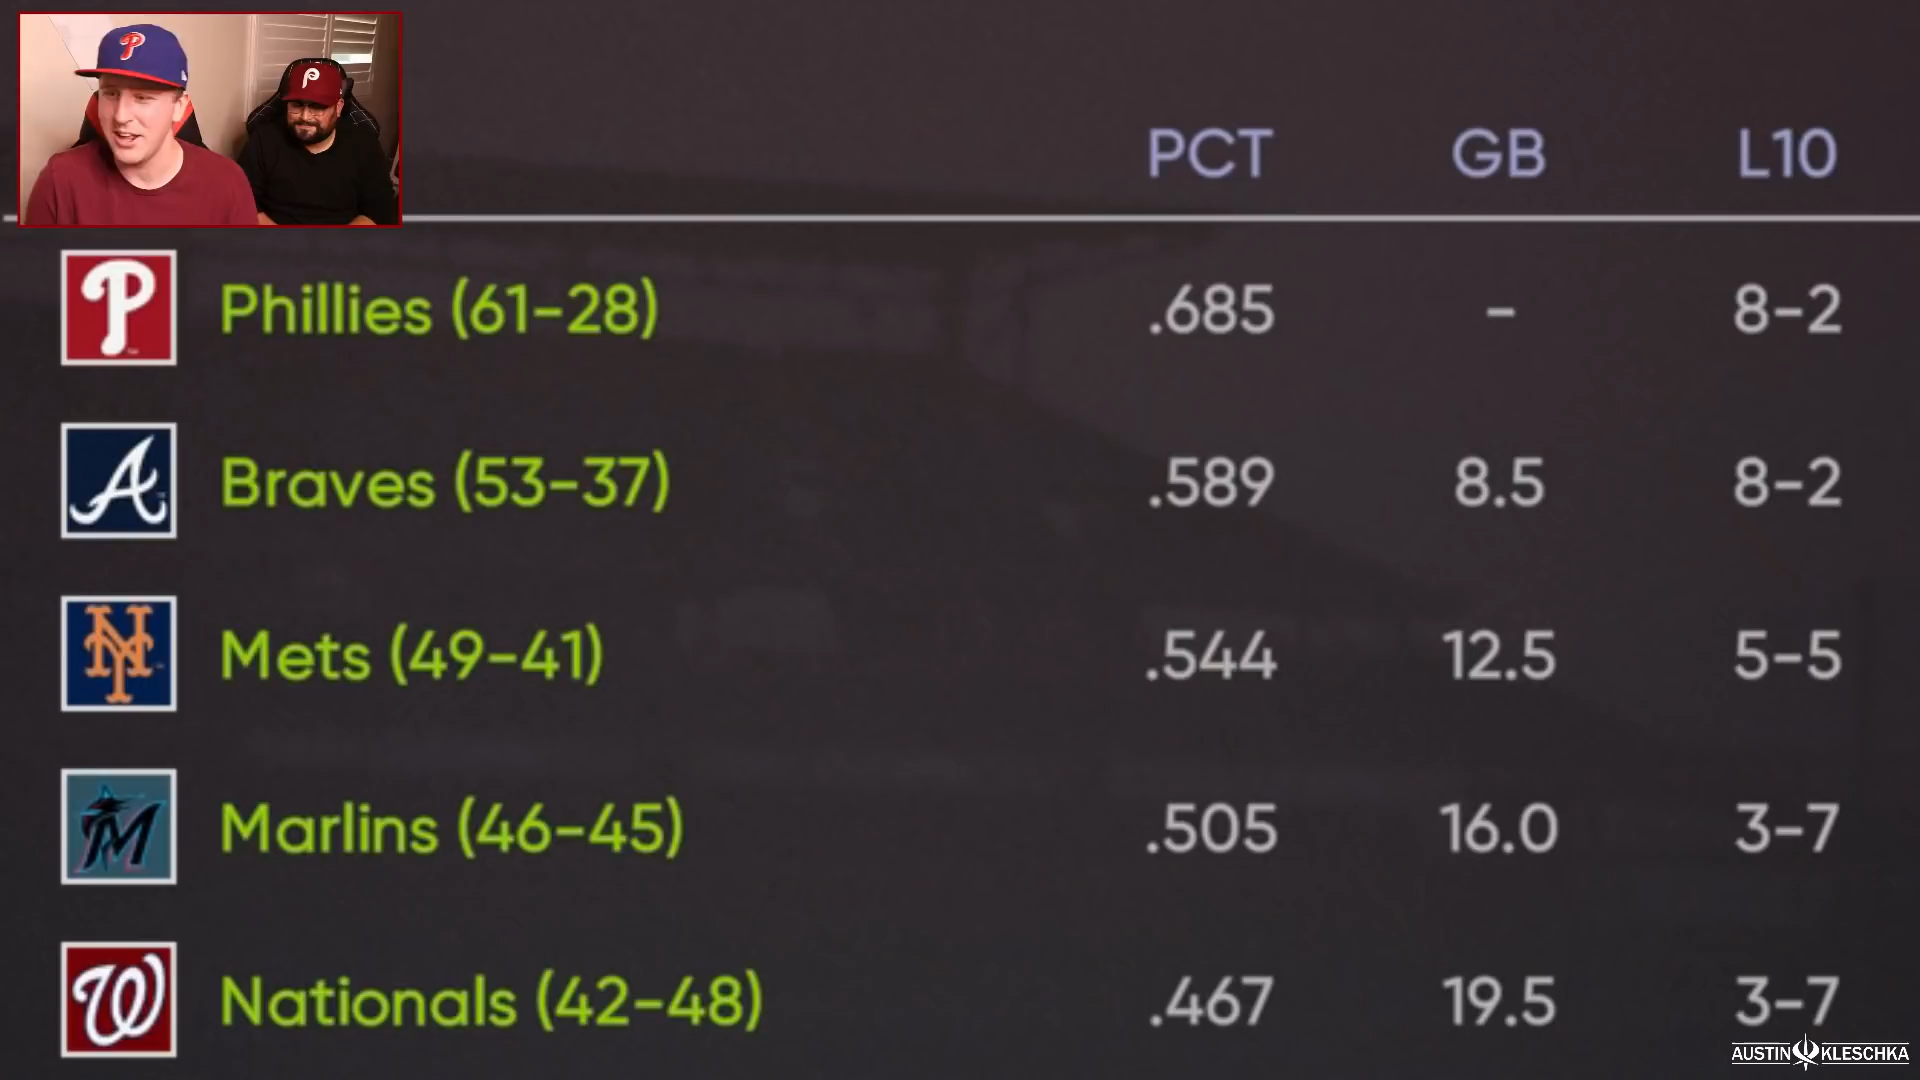 PCT GB L10
Phillies (61-28) .685 - 8-2
Braves (53-37) .589 8.5 8-2
Mets (49-41) .544 12.5 5-5
Marlins (46-45) .505 16.0 3-7
Nationals (42-48) .467 19.5 3-7
AUSTIN KLESCHKA